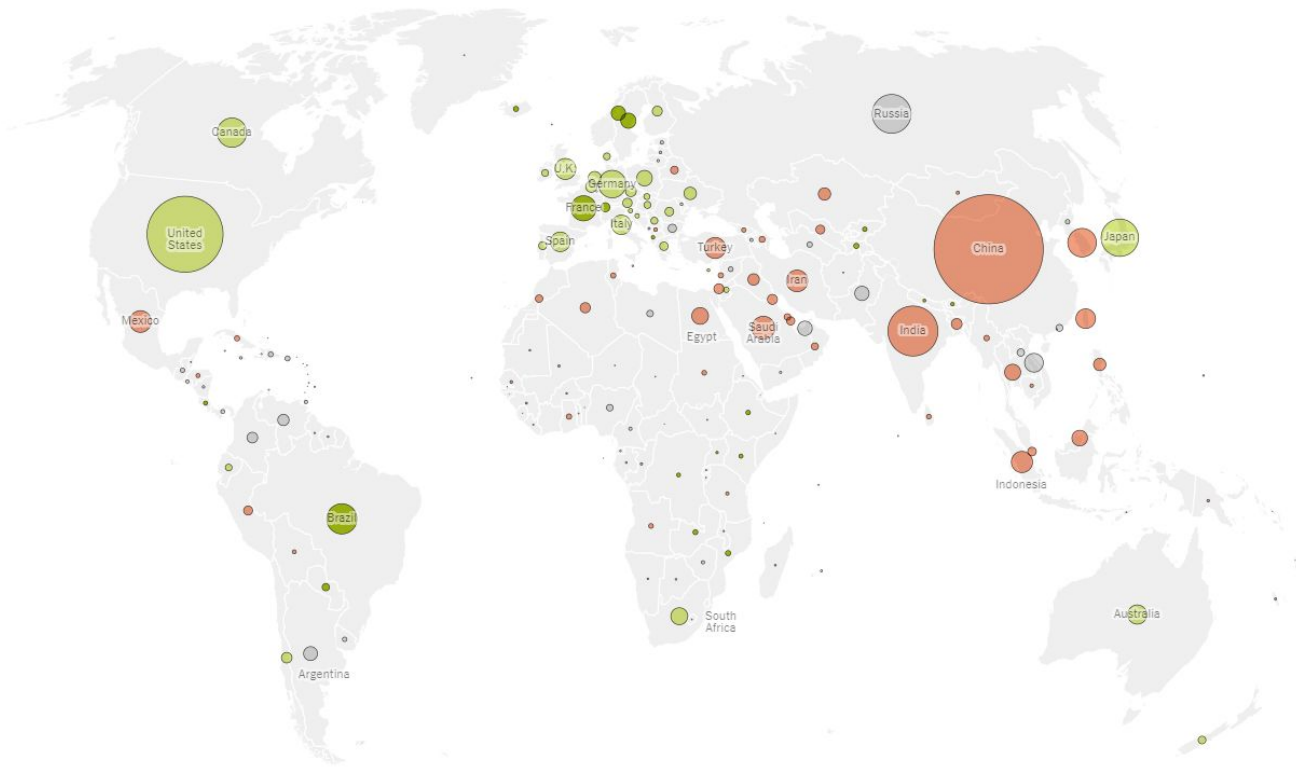 Russia
Canada
U.K.
Germany
France
Italy
Spain
United
States
Turkey
China
Japan
Mexico
Iran
Egypt
Saudi
Arabia
India
Indonesia
Brazil
Australia
South
Africa
Argentina